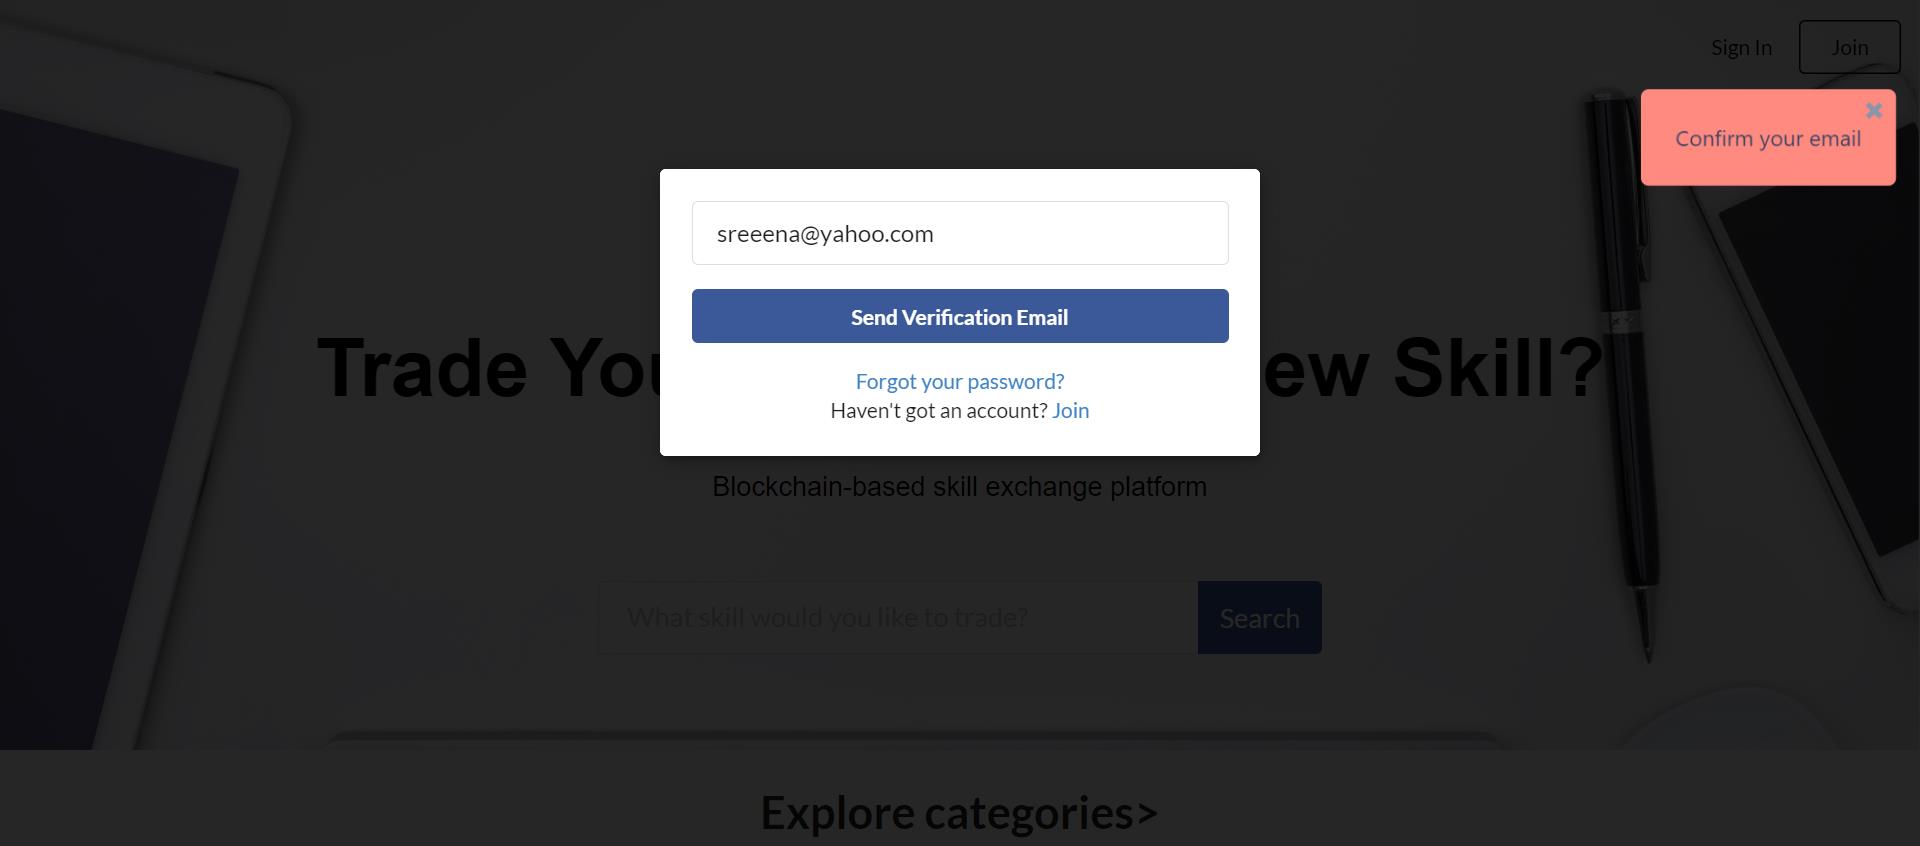 Sign In
Join
Confirm your email
sreeena@yahoo.com
Send Verification Email
Trade You ew Skill?
Forgot your password?
Haven't got an account? Join
Blockchain-based skill exchange platform
What skill would you like to trade?
Search
Explore categories>